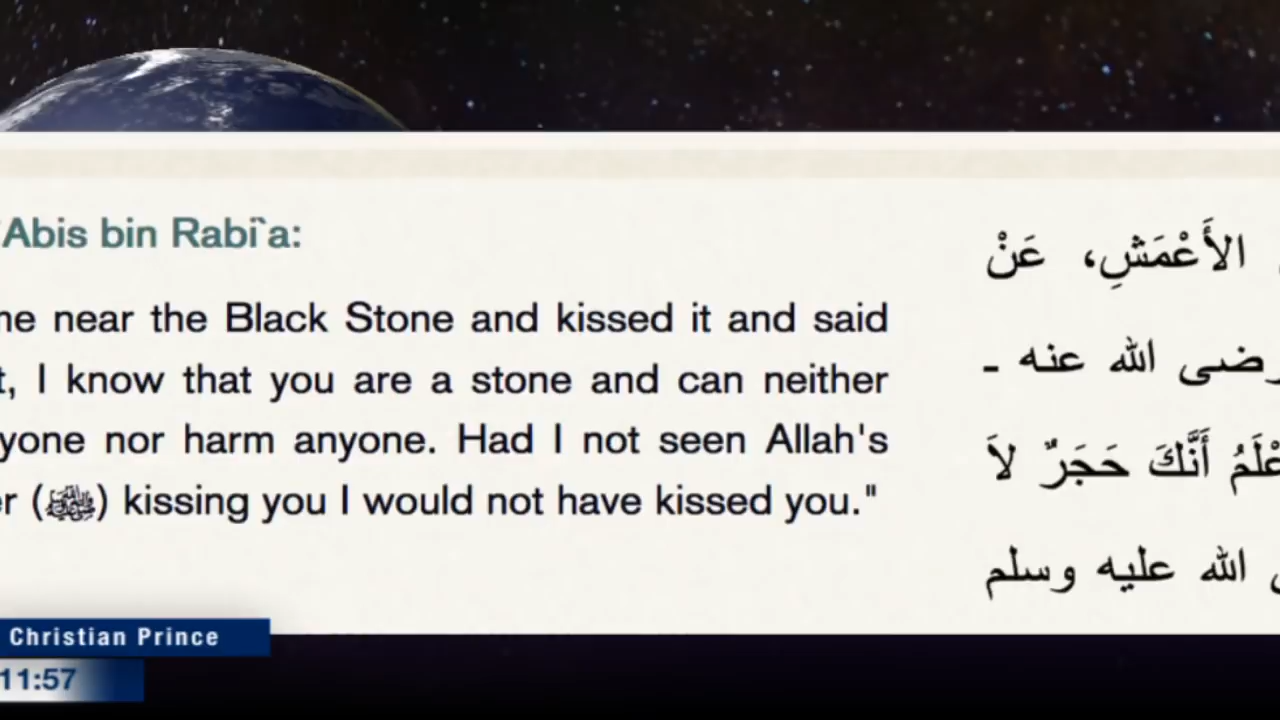 'Abis bin Rabi`a:
me near the Black Stone and kissed it and said
t, I know that you are a stone and can neither
yone nor harm anyone. Had I not seen Allah's
er (ﷺ) kissing you I would not have kissed you."
الأَعْمَشِ، عَنْ
رضى الله عنه ـ
عْلَمُ أَنَّكَ حَجَرٌ لاَ
الله عليه وسلم
Christian Prince
11:57